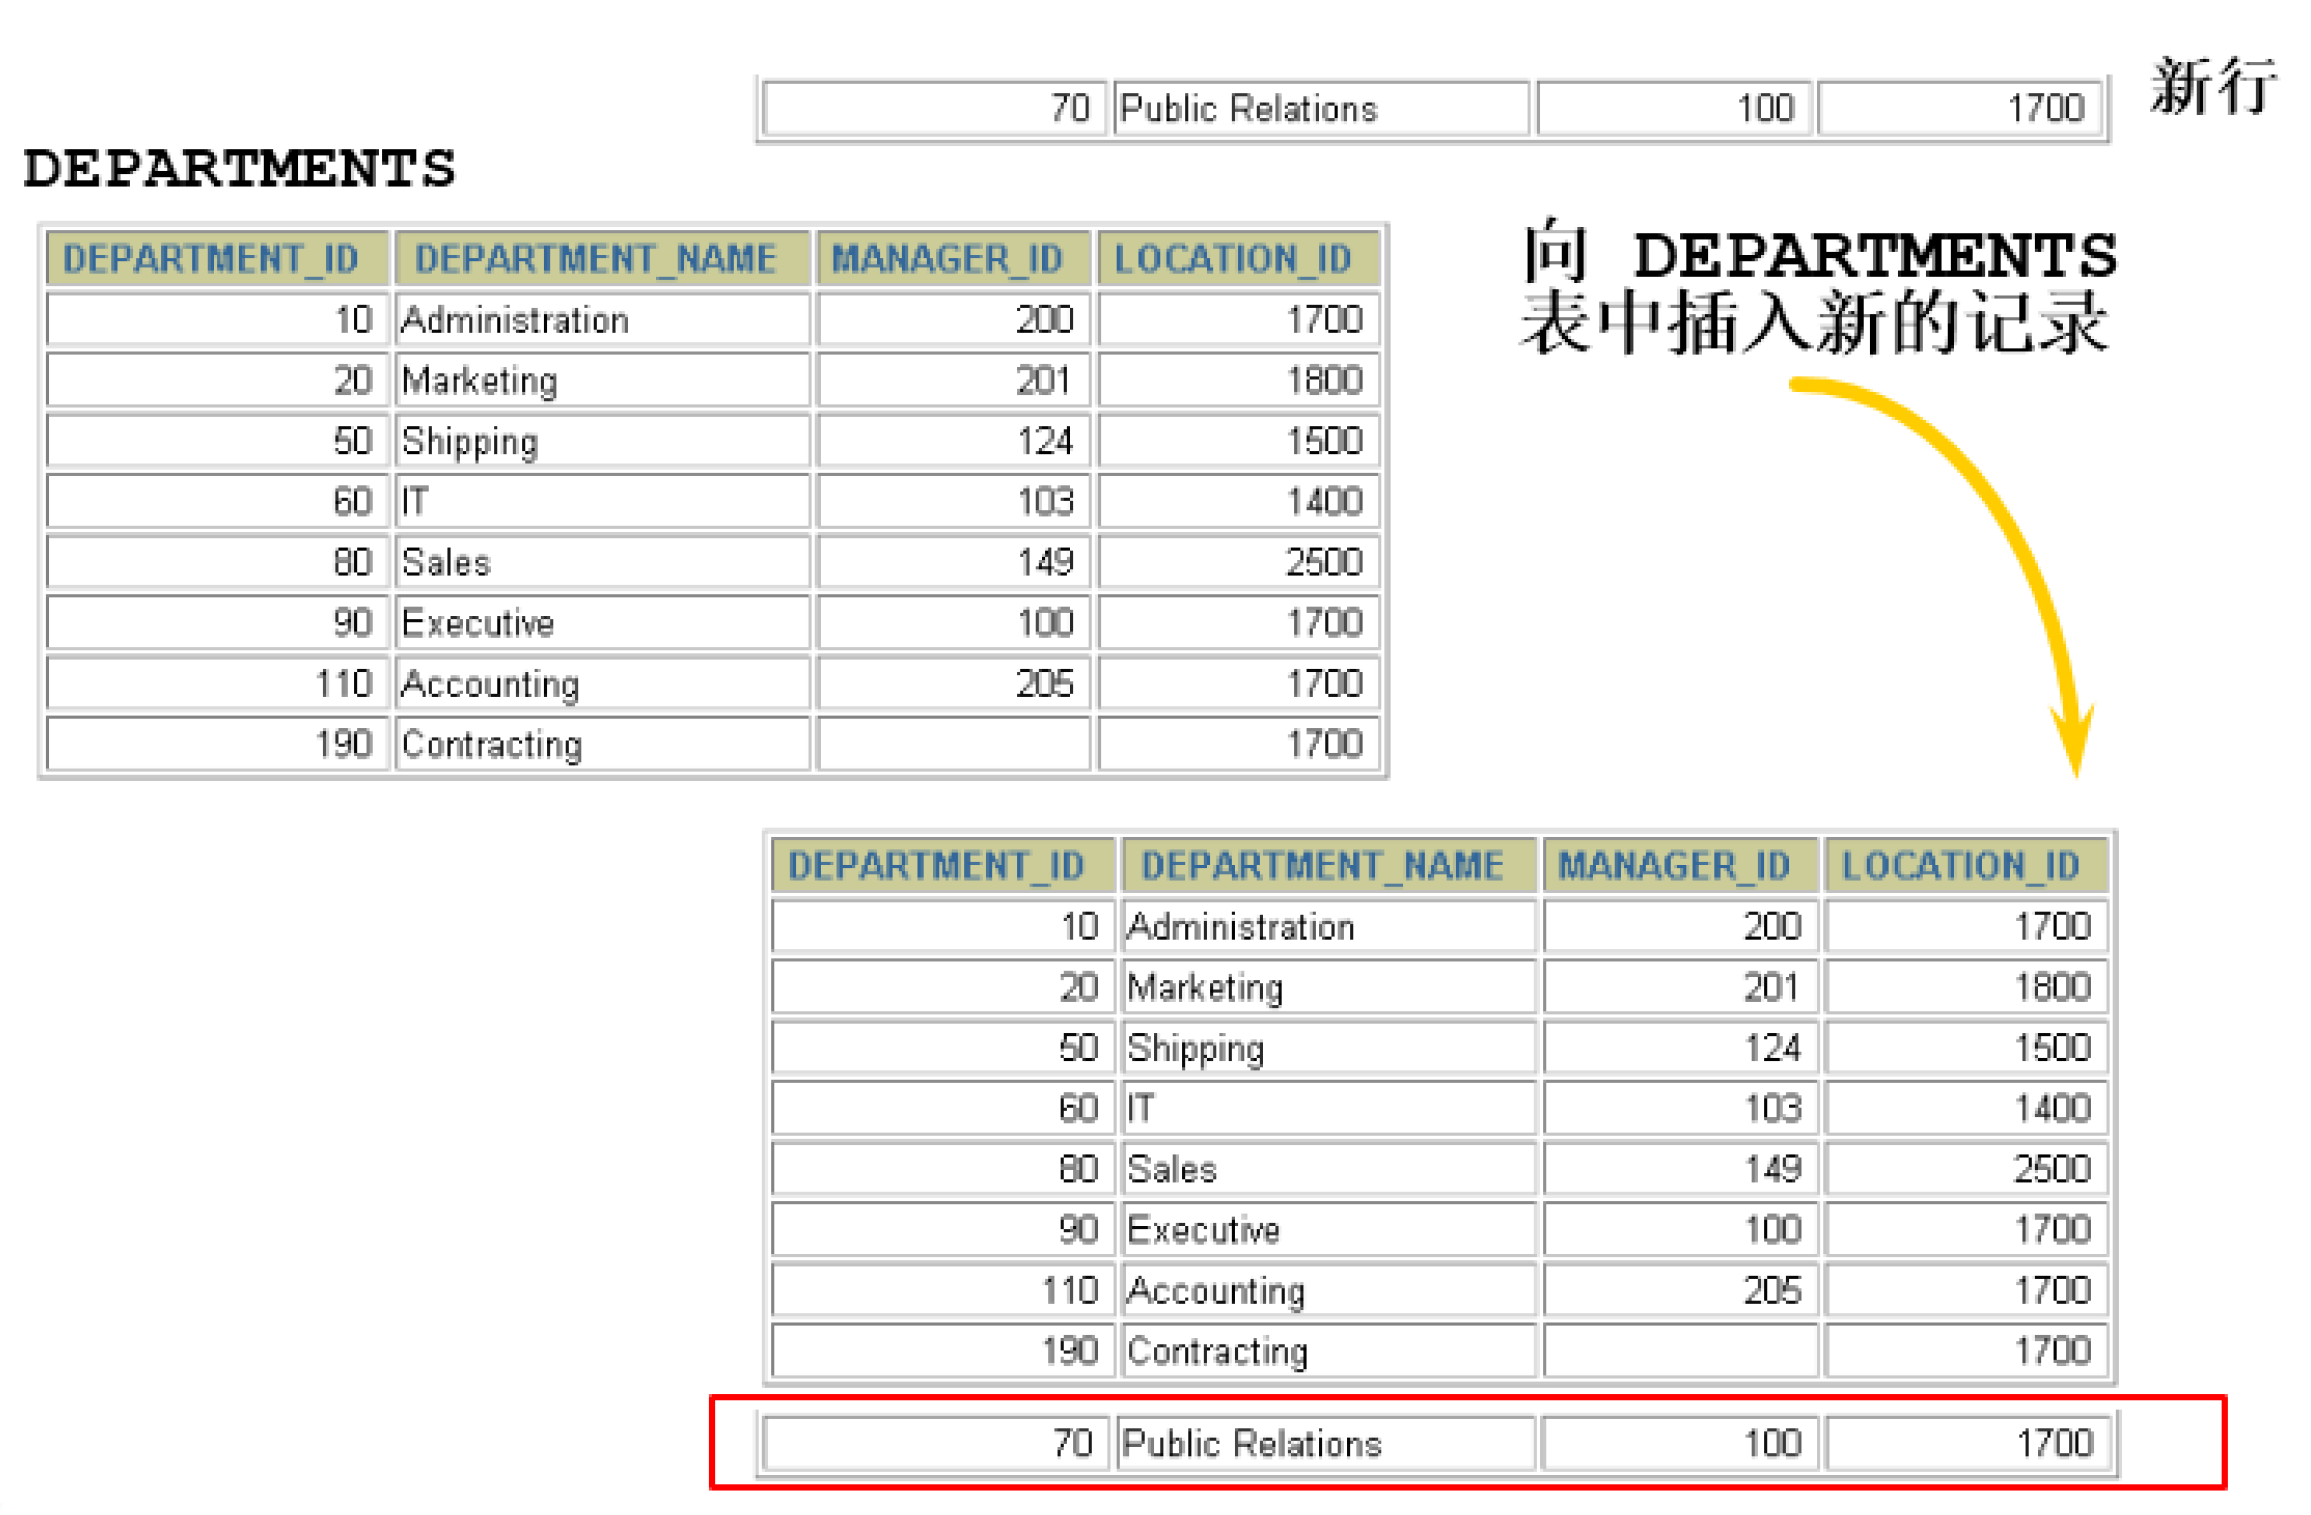 70 Public Relations 100 1700 新行
DEPARTMENTS
DEPARTMENT_ID DEPARTMENT_NAME MANAGER_ID LOCATION_ID
10 Administration 200 1700
20 Marketing 201 1800
50 Shipping 124 1500
60 IT 103 1400
80 Sales 149 2500
90 Executive 100 1700
110 Accounting 205 1700
190 Contracting 1700
向 DEPARTMENTS
表中插入新的记录
DEPARTMENT_ID DEPARTMENT_NAME MANAGER_ID LOCATION_ID
10 Administration 200 1700
20 Marketing 201 1800
50 Shipping 124 1500
60 IT 103 1400
80 Sales 149 2500
90 Executive 100 1700
110 Accounting 205 1700
190 Contracting 1700
70 Public Relations 100 1700